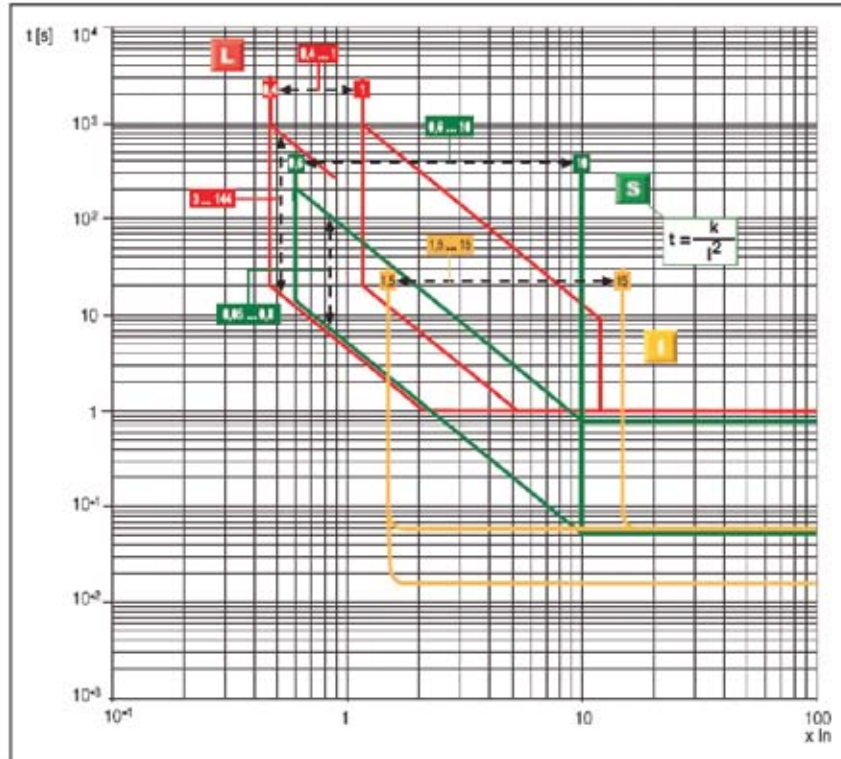 t [s]
10⁴
L
0,4 ... 1
0,4
1
10³
0,6 ... 10
0,6
10
S
3 ... 144
t = k / I²
10²
1,5 ... 15
1,5
15
10
0,05 ... 0,8
I
1
10⁻¹
10⁻²
10⁻³
10⁻¹
1
10
100
x In